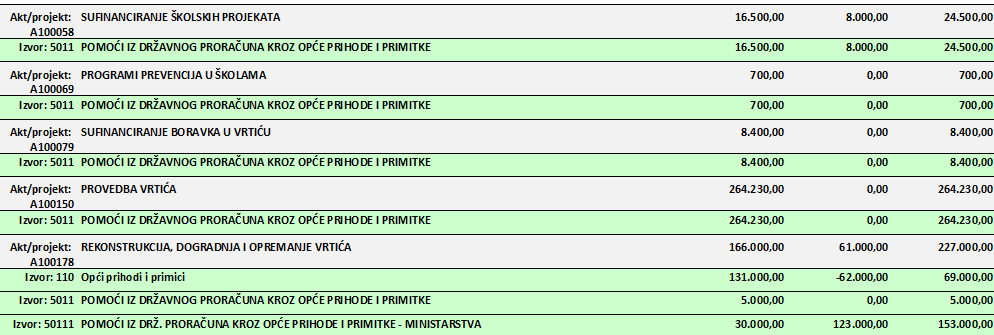 Akt/projekt: SUFINANCIRANJE ŠKOLSKIH PROJEKATA 16.500,00 8.000,00 24.500,00
A100058
Izvor: 5011 POMOĆI IZ DRŽAVNOG PRORAČUNA KROZ OPĆE PRIHODE I PRIMITKE 16.500,00 8.000,00 24.500,00
Akt/projekt: PROGRAMI PREVENCIJA U ŠKOLAMA 700,00 0,00 700,00
A100069
Izvor: 5011 POMOĆI IZ DRŽAVNOG PRORAČUNA KROZ OPĆE PRIHODE I PRIMITKE 700,00 0,00 700,00
Akt/projekt: SUFINANCIRANJE BORAVKA U VRTIĆU 8.400,00 0,00 8.400,00
A100079
Izvor: 5011 POMOĆI IZ DRŽAVNOG PRORAČUNA KROZ OPĆE PRIHODE I PRIMITKE 8.400,00 0,00 8.400,00
Akt/projekt: PROVEDBA VRTIĆA 264.230,00 0,00 264.230,00
A100150
Izvor: 5011 POMOĆI IZ DRŽAVNOG PRORAČUNA KROZ OPĆE PRIHODE I PRIMITKE 264.230,00 0,00 264.230,00
Akt/projekt: REKONSTRUKCIJA, DOGRADNJA I OPREMANJE VRTIĆA 166.000,00 61.000,00 227.000,00
A100178
Izvor: 110 Opći prihodi i primici 131.000,00 -62.000,00 69.000,00
Izvor: 5011 POMOĆI IZ DRŽAVNOG PRORAČUNA KROZ OPĆE PRIHODE I PRIMITKE 5.000,00 0,00 5.000,00
Izvor: 50111 POMOĆI IZ DRŽ. PRORAČUNA KROZ OPĆE PRIHODE I PRIMITKE - MINISTARSTVA 30.000,00 123.000,00 153.000,00